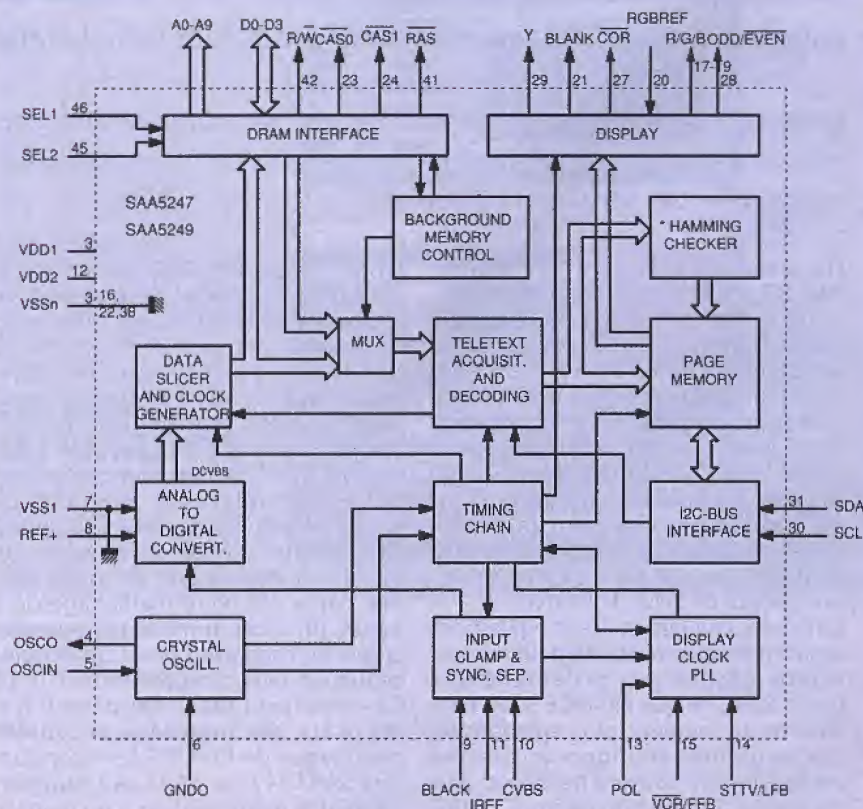 A0-A9 D0-D3 R/W CAS0 CAS1 RAS Y BLANK COR RGBREF R/G/B ODD/EVEN
42 23 24 41 29 21 27 20 17-19 28
SEL1 46
SEL2 45
DRAM INTERFACE
DISPLAY
SAA5247
SAA5249
VDD1 3
VDD2 12
VSSn 3 16,
22,38
BACKGROUND
MEMORY
CONTROL
* HAMMING
CHECKER
MUX
DATA
SLICER
AND CLOCK
GENERATOR
TELETEXT
ACQUISIT.
AND
DECODING
PAGE
MEMORY
DCVBS
VSS1 7
REF+ 8
ANALOG
TO
DIGITAL
CONVERT.
TIMING
CHAIN
I2C-BUS
INTERFACE
31 SDA
30 SCL
OSCO 4
OSCIN 5
CRYSTAL
OSCILL
INPUT
CLAMP &
SYNC. SEP.
DISPLAY
CLOCK
PLL
6 9 11 10 13 15 14
GNDO BLACK IREF CVBS POL VCR/FFB STTV/LFB